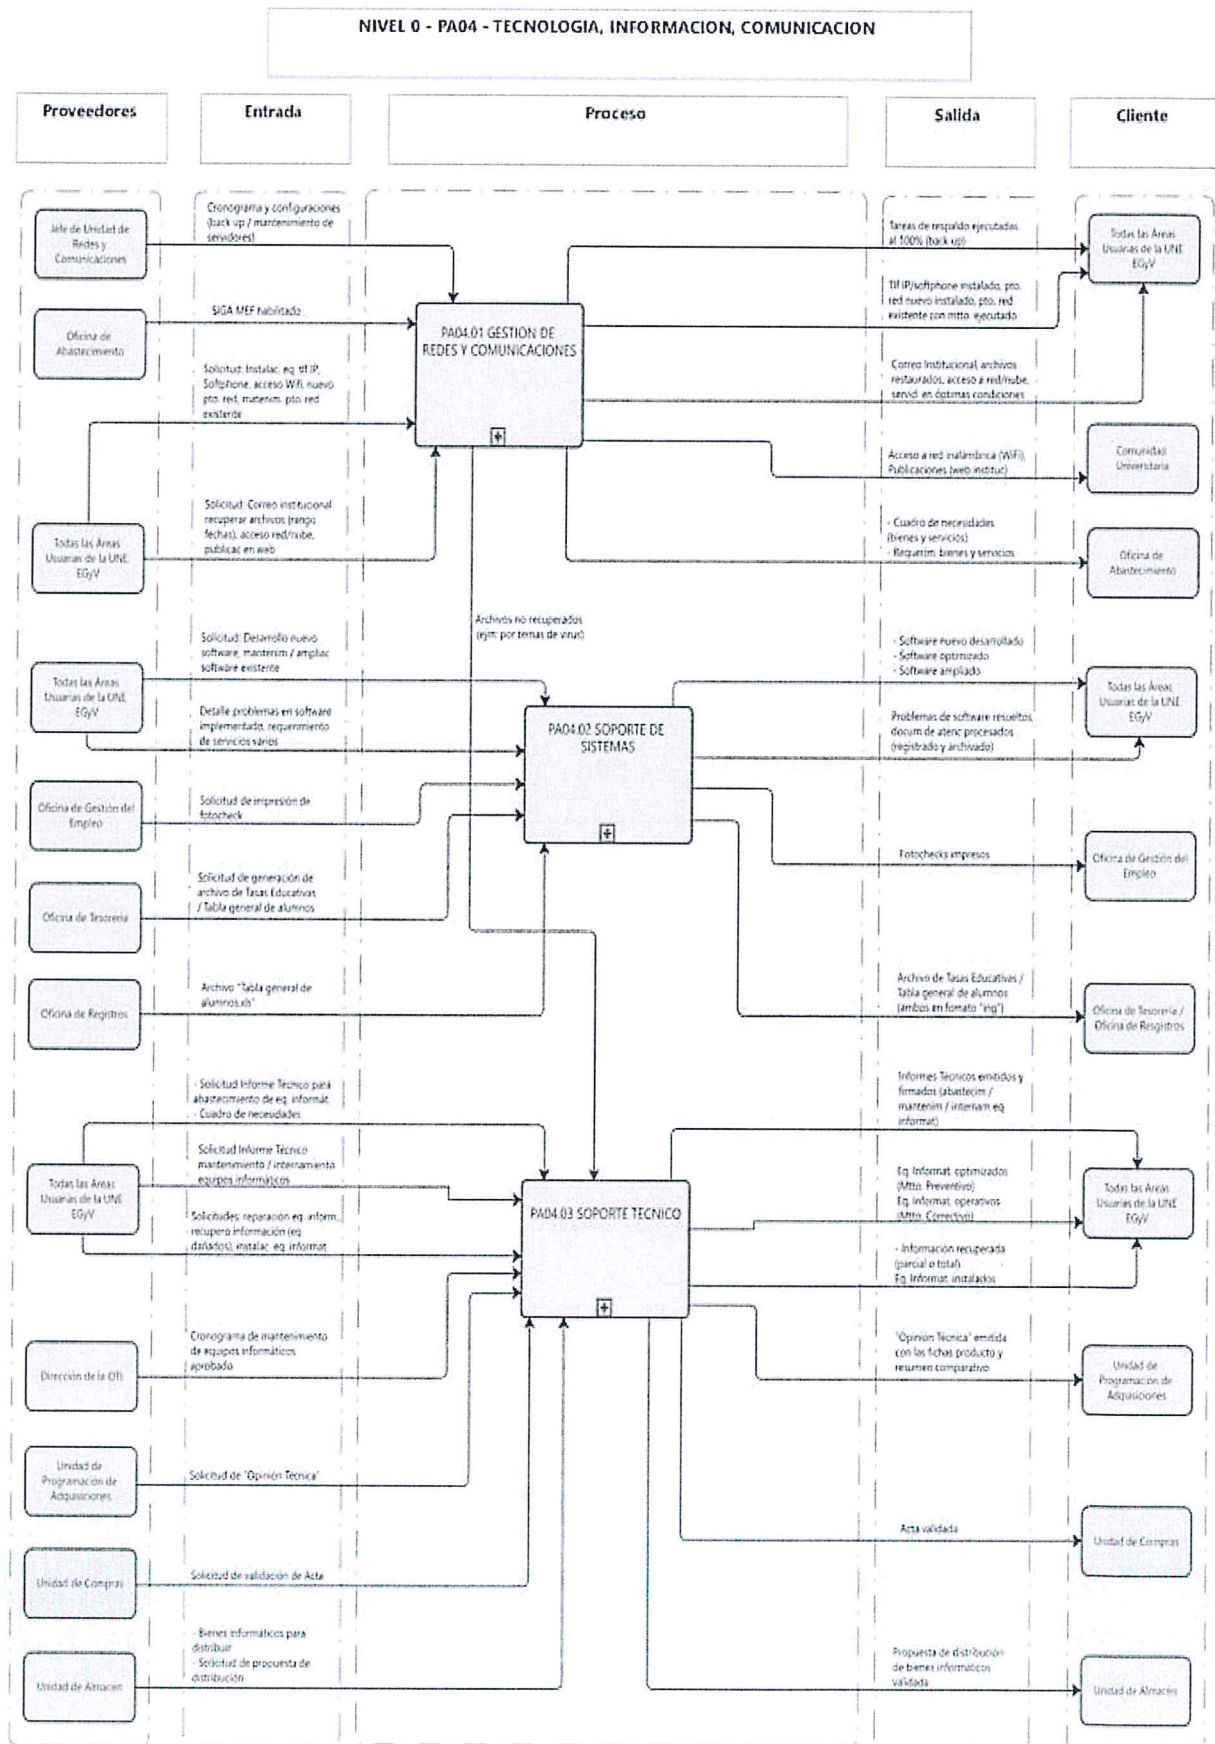 NIVEL 0 - PA04 - TECNOLOGIA, INFORMACION, COMUNICACION
Proveedores
Entrada
Proceso
Salida
Cliente
Jefe de Unidad de
Redes y
Comunicaciones
Cronograma y configuraciones
(back up / mantenimiento de
servidores)
Tareas de respaldo ejecutadas
al 100% (back up)
Todas las Áreas
Usuarias de la UNE
EGyV
Oficina de
Abastecimiento
SIGA MEF habilitado
PA04.01 GESTION DE
REDES Y COMUNICACIONES
tlf IP/softphone instalado, pto.
red nuevo instalado, pto. red
existente con mtto. ejecutado
Solicitud: Instalac. eq. tlf IP,
Softphone, acceso Wifi, nuevo
pto. red, matenim. pto. red
existente
Correo Institucional, archivos
restaurados, acceso a red/nube,
servid. en óptimas condiciones
Acceso a red inalámbrica (WiFi),
Publicaciones (web instituc)
Comunidad
Universitaria
Todas las Áreas
Usuarias de la UNE
EGyV
Solicitud: Correo institucional
recuperar archivos (rango
fechas), acceso red/nube,
publicac en web
- Cuadro de necesidades
(bienes y servicios)
- Requerim. bienes y servicios
Oficina de
Abastecimiento
Archivos no recuperados
(ejm: por temas de virus)
Todas las Áreas
Usuarias de la UNE
EGyV
Solicitud: Desarrollo nuevo
software, mantenim / ampliac
software existente
Detalle problemas en software
implementado, requerimiento
de servicios varios
PA04.02 SOPORTE DE
SISTEMAS
- Software nuevo desarrollado
- Software optimizado
- Software ampliado
Problemas de software resueltos,
docum de atenc procesados
(registrado y archivado)
Todas las Áreas
Usuarias de la UNE
EGyV
Oficina de Gestión del
Empleo
Solicitud de impresión de
fotocheck
Fotochecks impresos
Oficina de Gestión del
Empleo
Oficina de Tesorería
Solicitud de generación de
archivo de Tasas Educativas
/ Tabla general de alumnos
Oficina de Registros
Archivo "Tabla general de
alumnos.xls"
Archivo de Tasas Educativas /
Tabla general de alumnos
(ambos en fomato "ing")
Oficina de Tesorería /
Oficina de Resgistros
Todas las Áreas
Usuarias de la UNE
EGyV
- Solicitud Informe Técnico para
abastecimiento de eq. informát.
- Cuadro de necesidades
Solicitud Informe Técnico
mantenimiento / internamiento
equipos informáticos
Solicitudes: reparación eq. inform,
recupero información (eq.
dañados), instalac. eq. informat.
PA04.03 SOPORTE TECNICO
Informes Técnicos emitidos y
firmados (abastecim /
mantenim / internam eq
informat)
Eq. Informat. optimizados
(Mtto. Preventivo)
Eq. Informat. operativos
(Mtto. Correctivo)
- Información recuperada
(parcial o total)
Eq. Informat. instalados
Todas las Áreas
Usuarias de la UNE
EGyV
Dirección de la OTI
Cronograma de mantenimiento
de equipos informáticos
aprobado
"Opinión Técnica" emitida
con las fichas producto y
resumen comparativo
Unidad de
Programación de
Adquisiciones
Unidad de
Programación de
Adquisiciones
Solicitud de "Opinión Técnica"
Unidad de Compras
Solicitud de validación de Acta
Acta validada
Unidad de Compras
Unidad de Almacén
- Bienes informáticos para
distribuir
- Solicitud de propuesta de
distribución
Propuesta de distribución
de bienes informáticos
validada
Unidad de Almacén